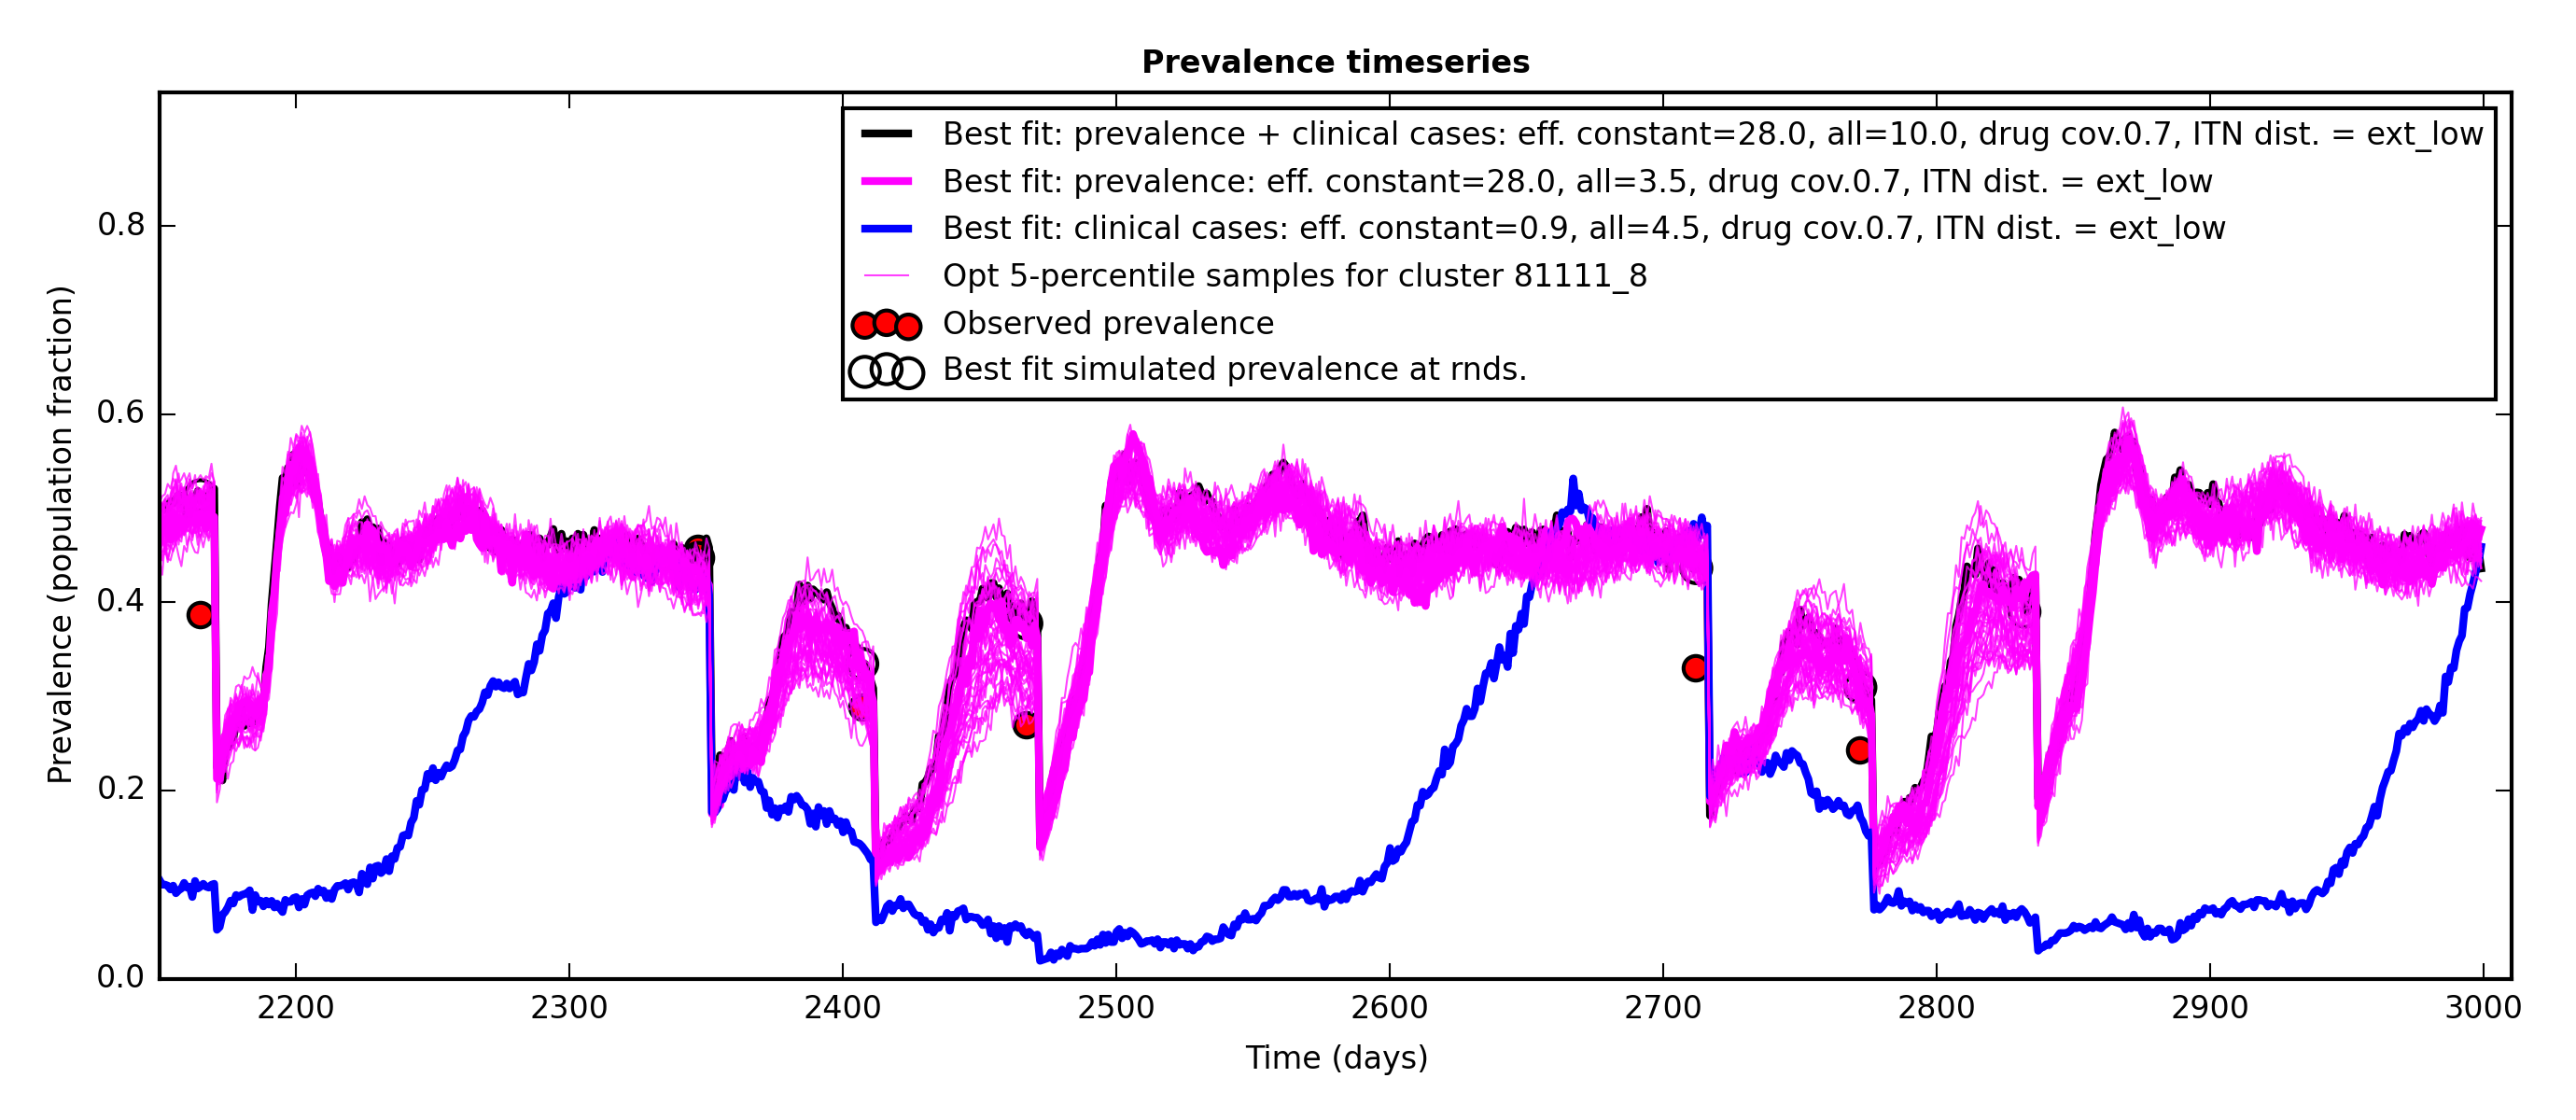 Prevalence timeseries
Best fit: prevalence + clinical cases: eff. constant=28.0, all=10.0, drug cov.0.7, ITN dist. = ext_low
Best fit: prevalence: eff. constant=28.0, all=3.5, drug cov.0.7, ITN dist. = ext_low
Best fit: clinical cases: eff. constant=0.9, all=4.5, drug cov.0.7, ITN dist. = ext_low
Opt 5-percentile samples for cluster 81111_8
Observed prevalence
Best fit simulated prevalence at rnds.
Prevalence (population fraction)
0.8
0.6
0.4
0.2
0.0
2200 2300 2400 2500 2600 2700 2800 2900 3000
Time (days)